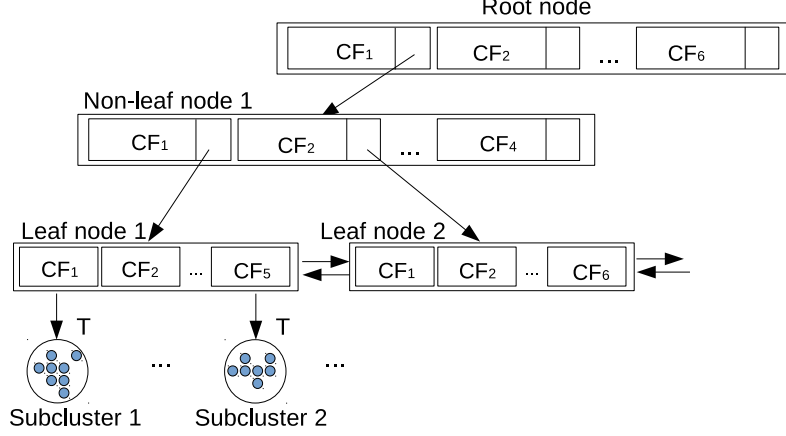 Root node
CF1 CF2 ... CF6
Non-leaf node 1
CF1 CF2 ... CF4
Leaf node 1 Leaf node 2
CF1 CF2 ... CF5 CF1 CF2 ... CF6
T T
... ...
Subcluster 1 Subcluster 2